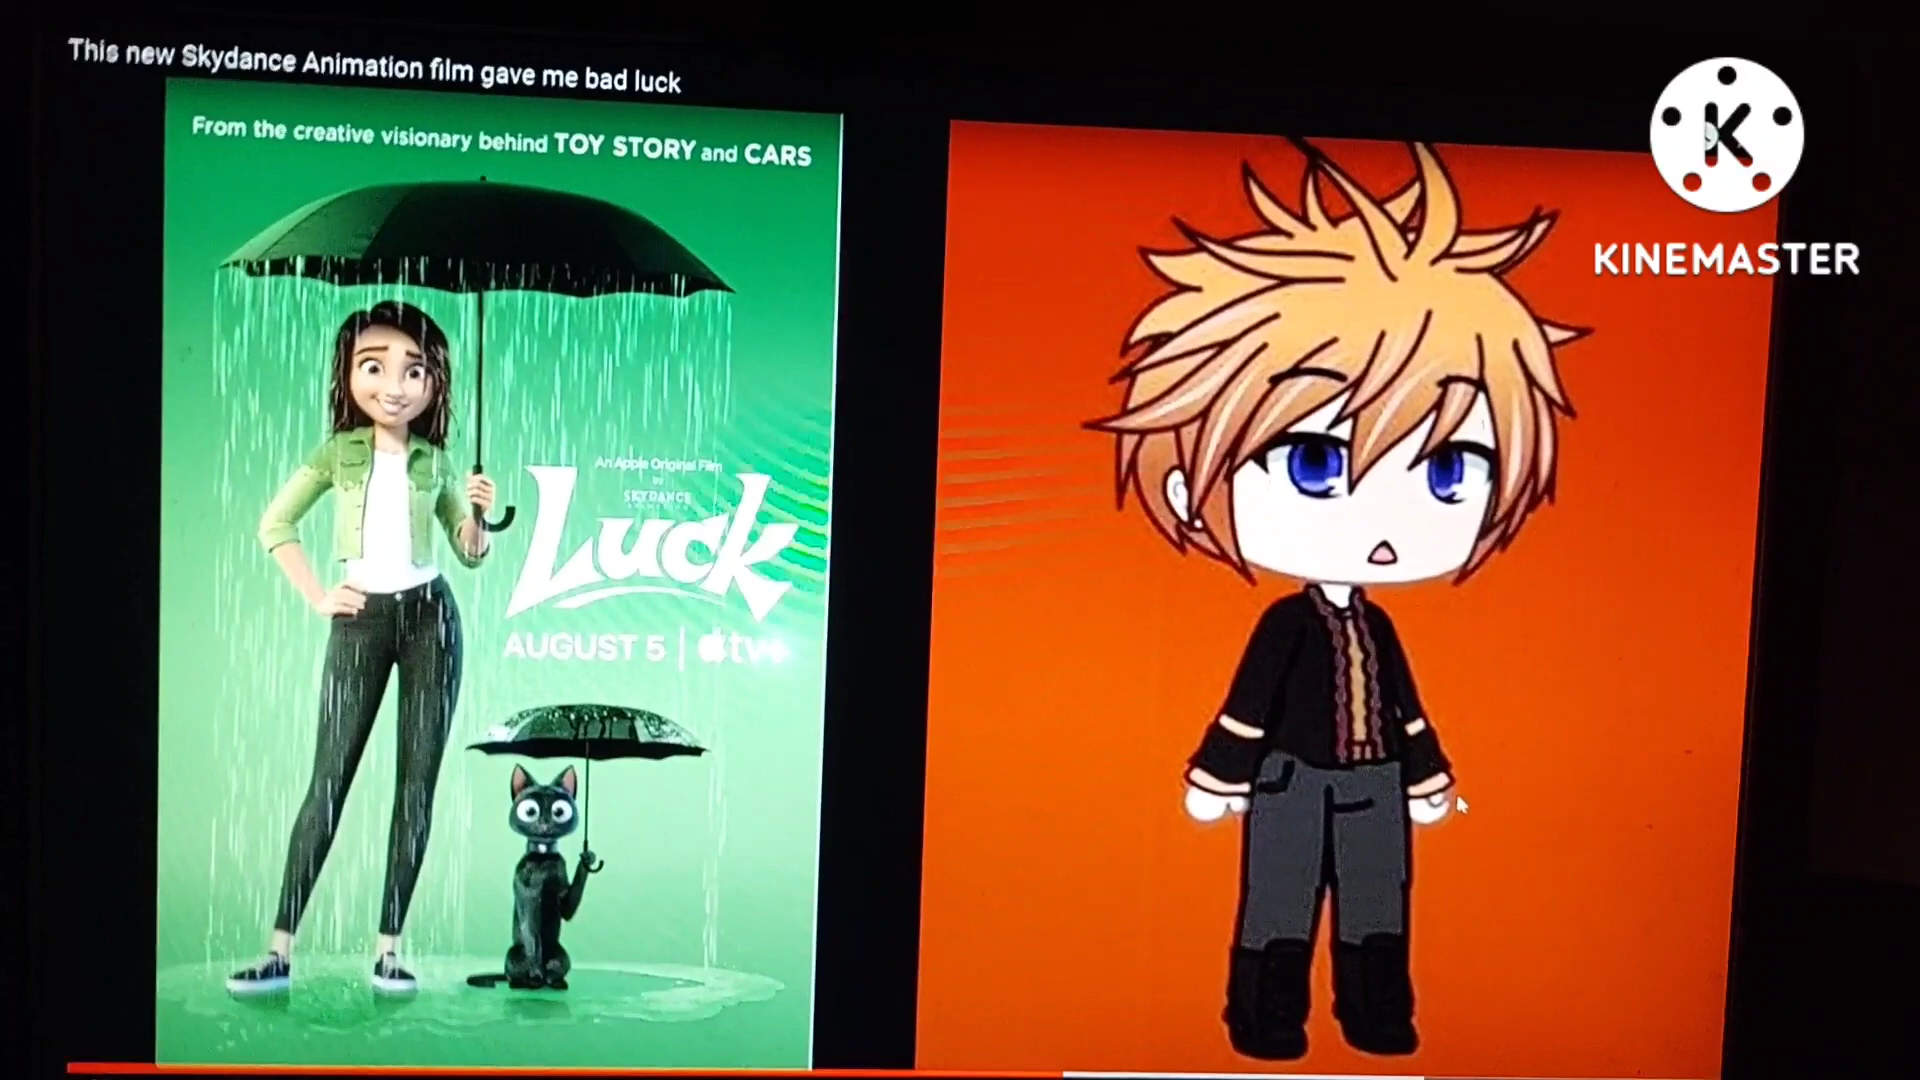 This new Skydance Animation film gave me bad luck
From the creative visionary behind TOY STORY and CARS
An Apple Original Film
SKYDANCE
ANIMATION
Luck
AUGUST 5 | tv+
K
KINEMASTER